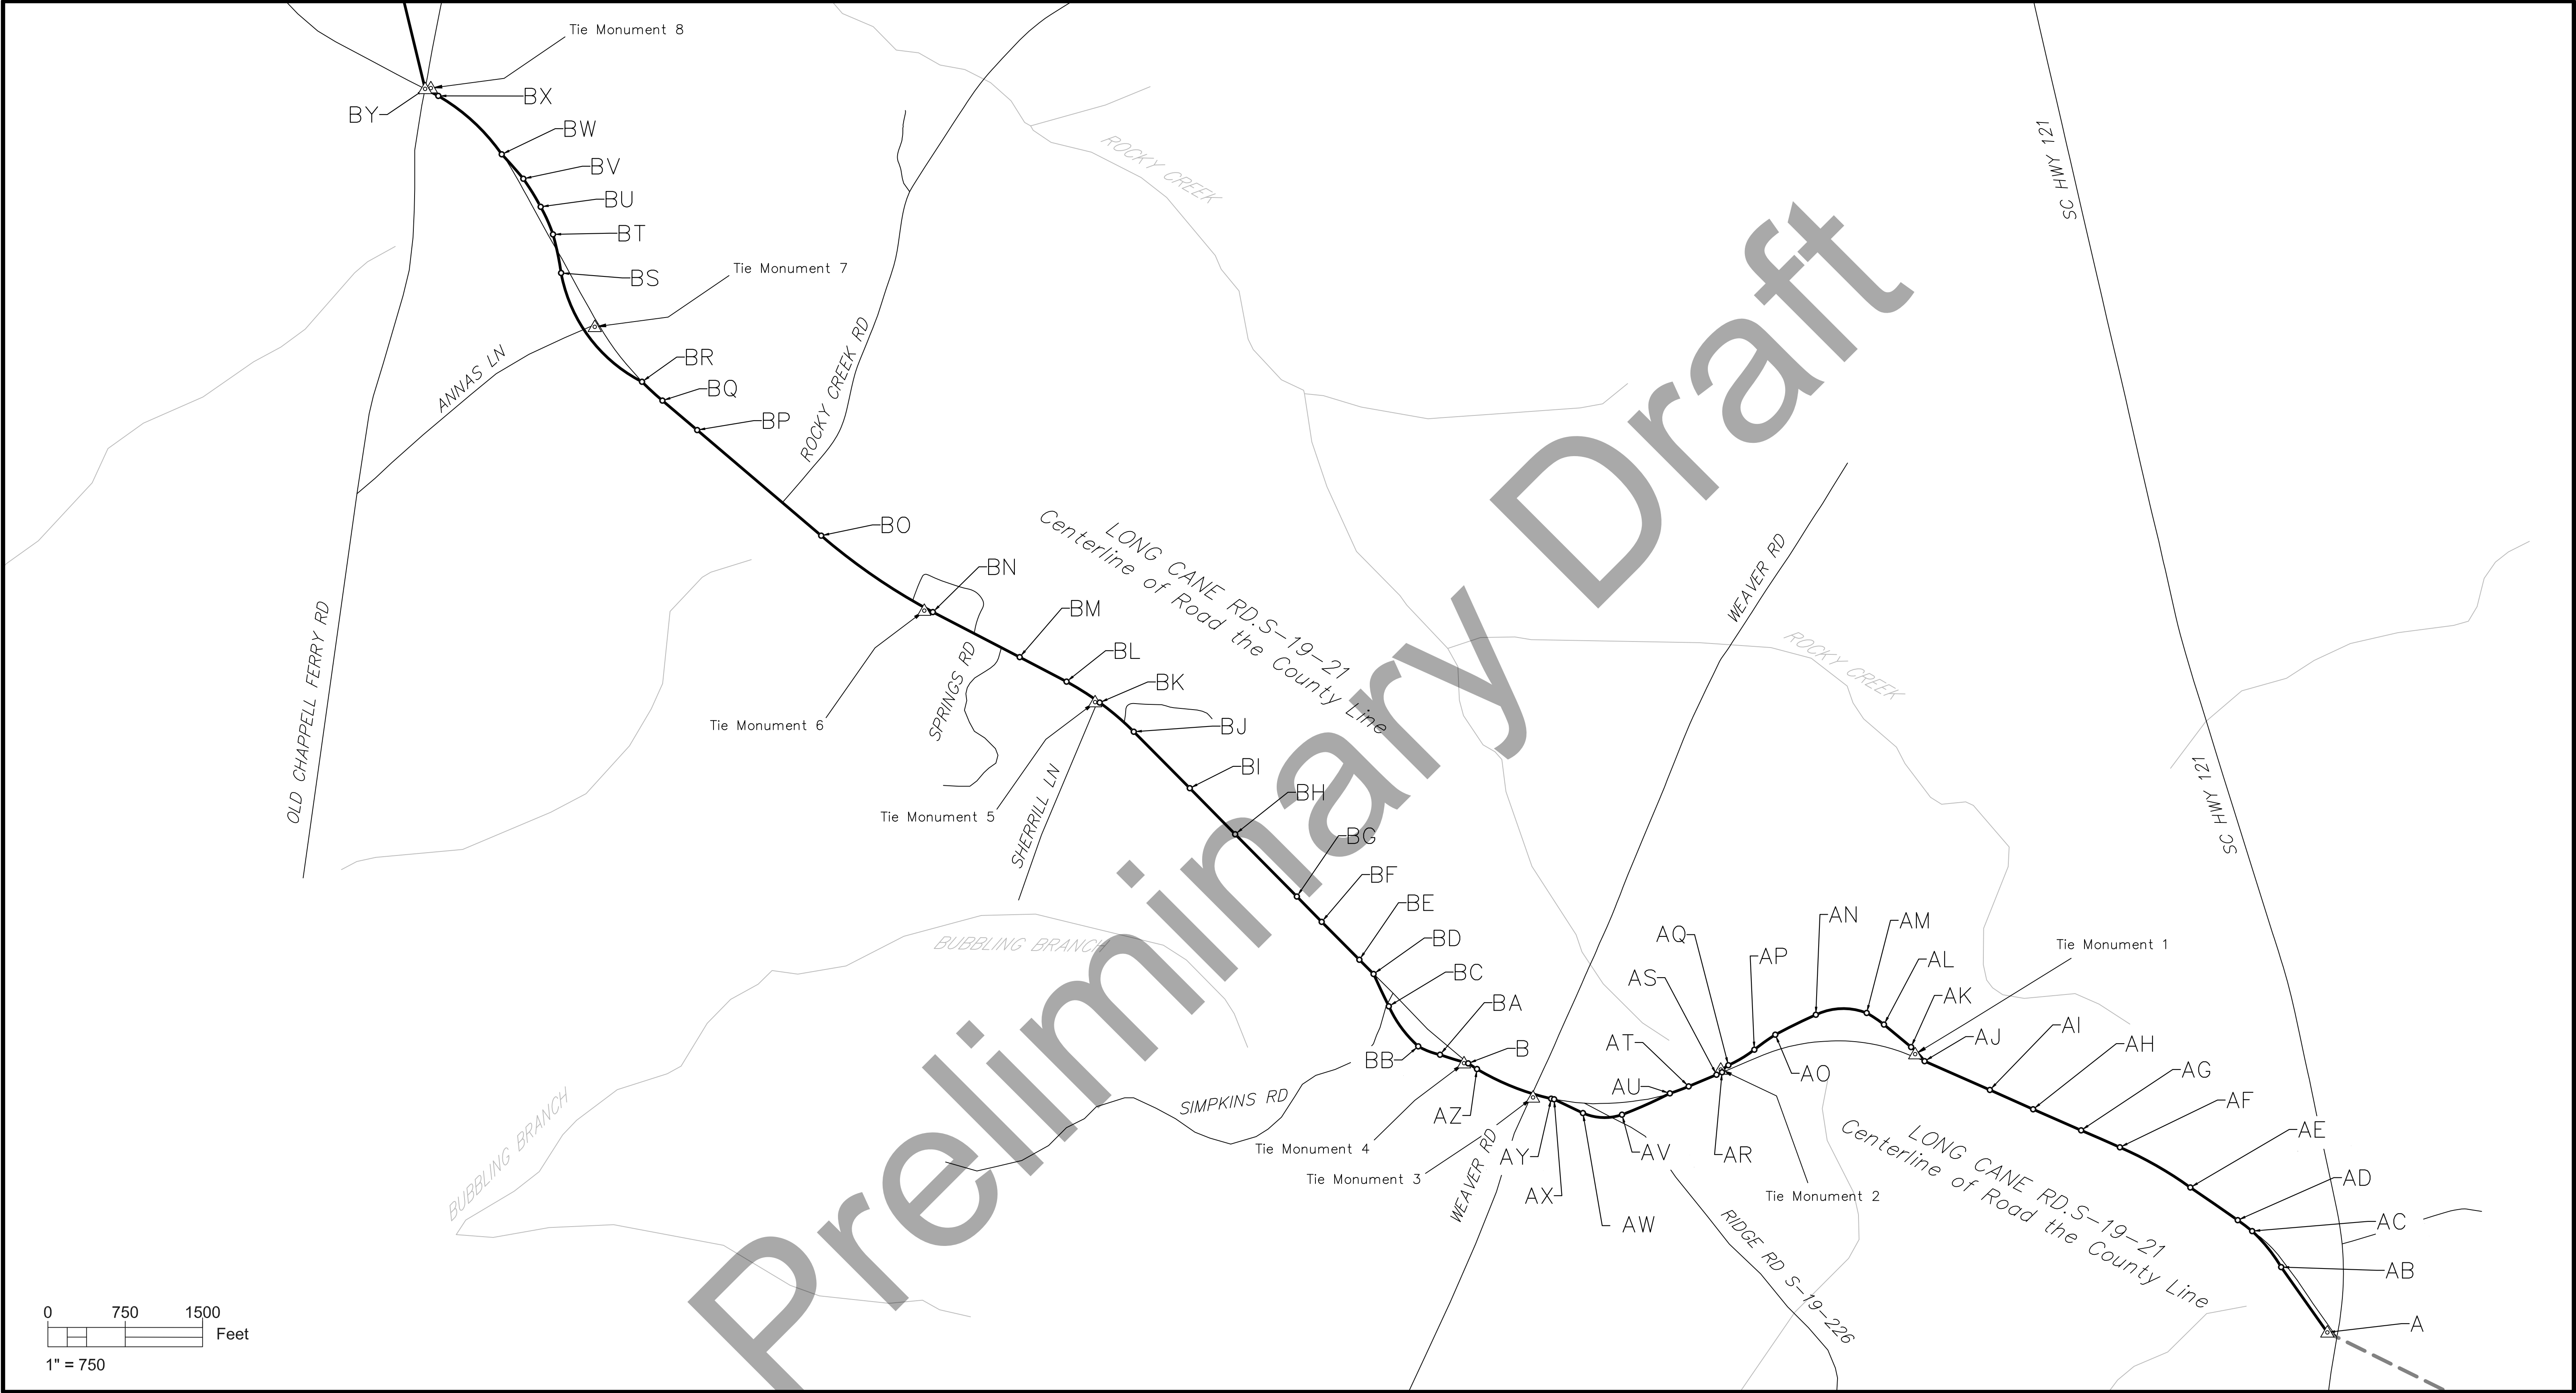 Tie Monument 8
BY
BX
BW
BV
BU
BT
BS
Tie Monument 7
BR
BQ
BP
ANNAS LN
ROCKY CREEK RD
ROCKY CREEK
SC HWY 121
BO
BN
BM
BL
BK
BJ
BI
BH
BG
BF
BE
BD
BC
BA
BB
B
OLD CHAPPELL FERRY RD
Tie Monument 6
SPRINGS RD
Tie Monument 5
SHERRILL LN
LONG CANE RD.S-19-21
Centerline of Road the County Line
WEAVER RD
ROCKY CREEK
SC HWY 121
BUBBLING BRANCH
BUBBLING BRANCH
SIMPKINS RD
AZ
Tie Monument 4
Tie Monument 3
WEAVER RD
AY
AX
AW
AV
AU
AT
AS
AQ
AR
AP
AO
AN
AM
AL
AK
Tie Monument 1
AJ
AI
AH
AG
AF
AE
AD
AC
AB
A
Tie Monument 2
RIDGE RD S-19-226
LONG CANE RD.S-19-21
Centerline of Road the County Line
Preliminary Draft
0 750 1500
Feet
1" = 750